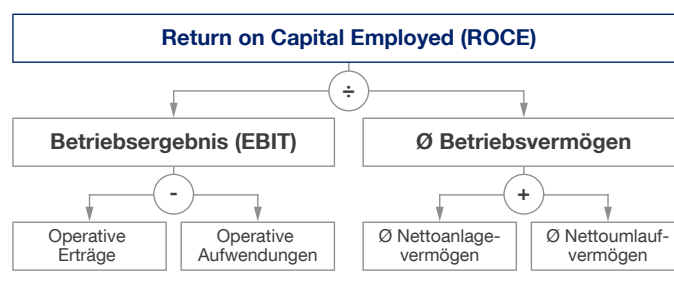 Return on Capital Employed (ROCE)
÷
Betriebsergebnis (EBIT)
Ø Betriebsvermögen
-
+
Operative
Erträge
Operative
Aufwendungen
Ø Nettoanlage-
vermögen
Ø Nettoumlauf-
vermögen